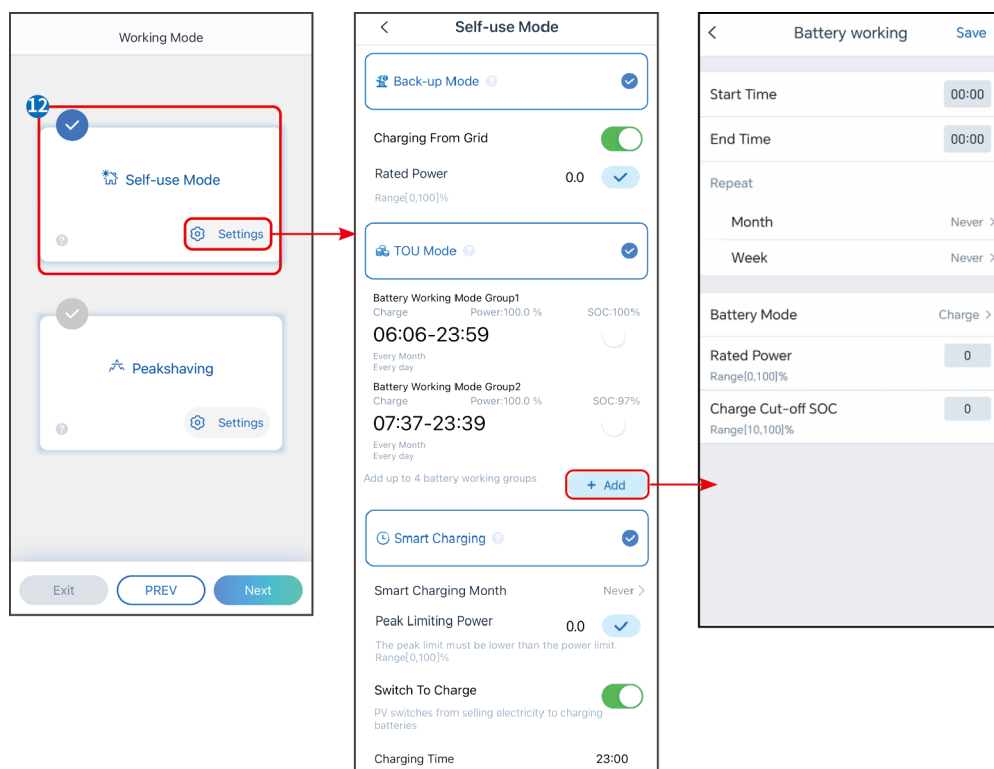 Working Mode
12
Self-use Mode
? Settings
Peakshaving
? Settings
Exit PREV Next
Self-use Mode
Back-up Mode ?
Charging From Grid
Rated Power 0.0
Range[0,100]%
TOU Mode ?
Battery Working Mode Group1
Charge Power:100.0 % SOC:100%
06:06-23:59
Every Month
Every day
Battery Working Mode Group2
Charge Power:100.0 % SOC:97%
07:37-23:39
Every Month
Every day
Add up to 4 battery working groups + Add
Smart Charging ?
Smart Charging Month Never >
Peak Limiting Power 0.0
The peak limit must be lower than the power limit.
Range[0,100]%
Switch To Charge
PV switches from selling electricity to charging
batteries
Charging Time 23:00
Battery working Save
Start Time 00:00
End Time 00:00
Repeat
Month Never >
Week Never >
Battery Mode Charge >
Rated Power 0
Range[0,100]%
Charge Cut-off SOC 0
Range[10,100]%